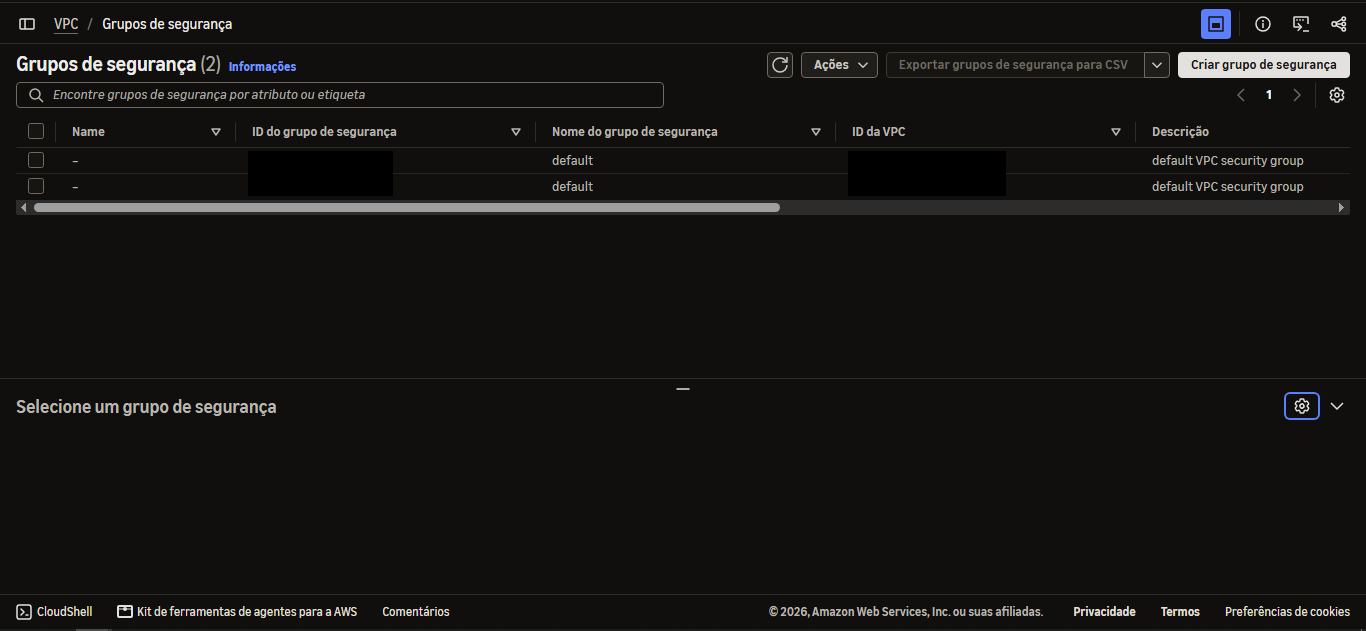 VPC / Grupos de segurança
Grupos de segurança (2) Informações
Ações
Exportar grupos de segurança para CSV
Criar grupo de segurança
Encontre grupos de segurança por atributo ou etiqueta
1
Name ID do grupo de segurança Nome do grupo de segurança ID da VPC Descrição
– default default VPC security group
– default default VPC security group
Selecione um grupo de segurança
CloudShell Kit de ferramentas de agentes para a AWS Comentários © 2026, Amazon Web Services, Inc. ou suas afiliadas. Privacidade Termos Preferências de cookies